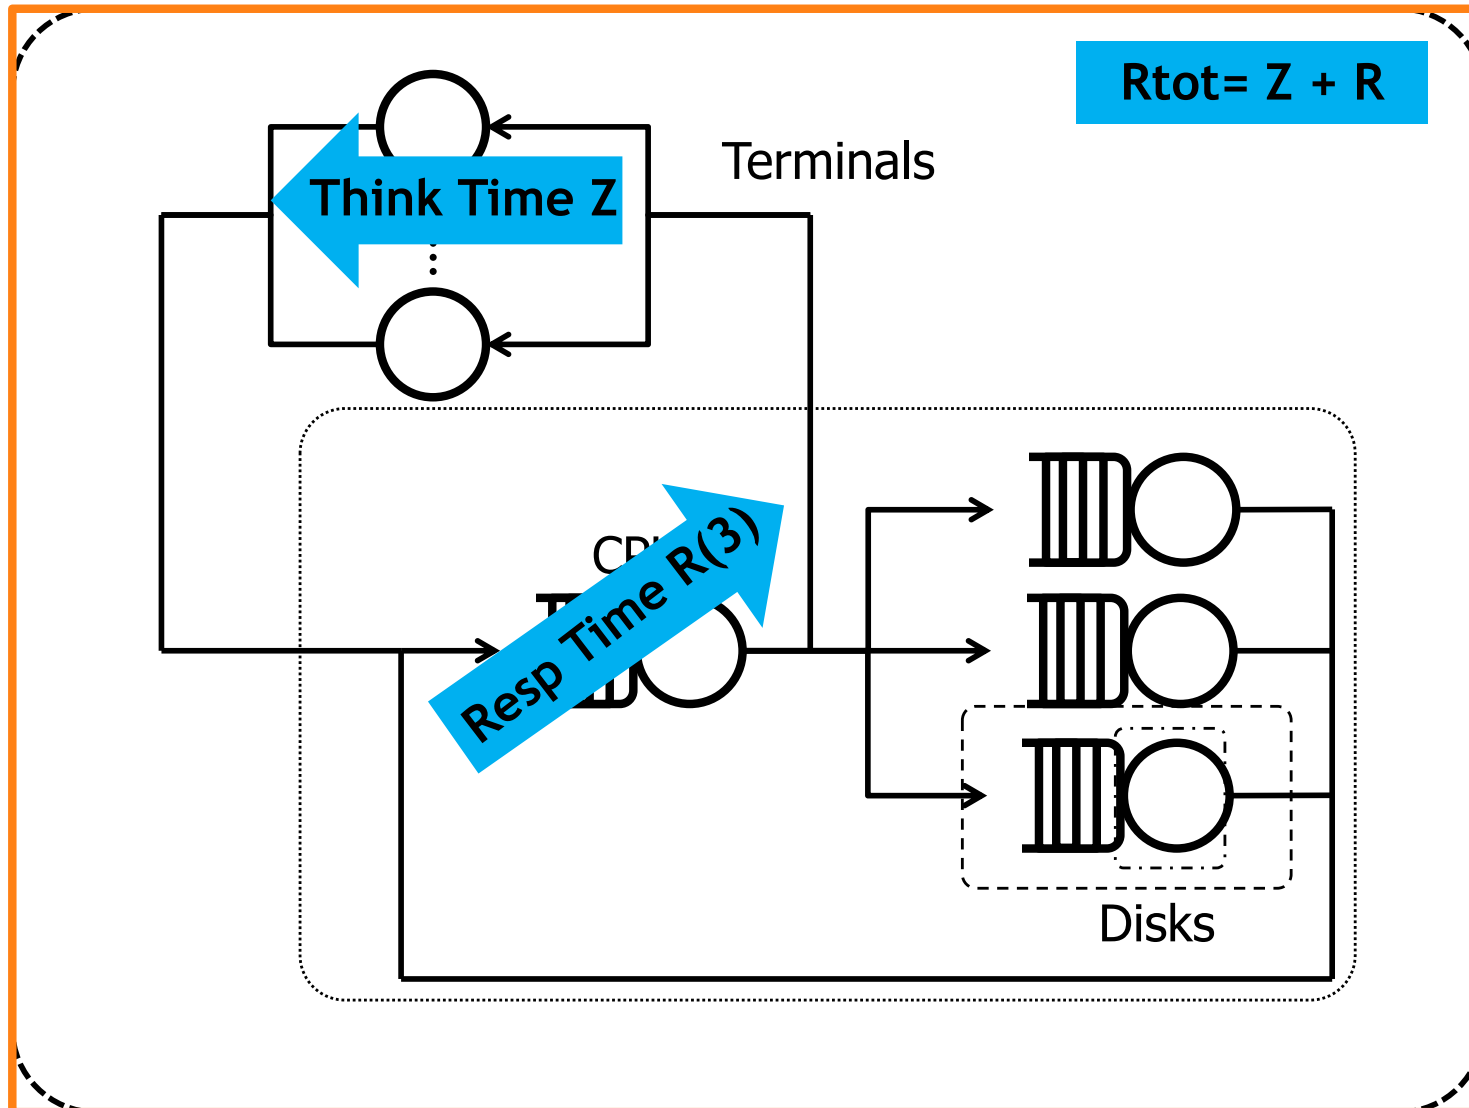 Rtot= Z + R
Terminals
Think Time Z
Resp Time R(3)
Disks